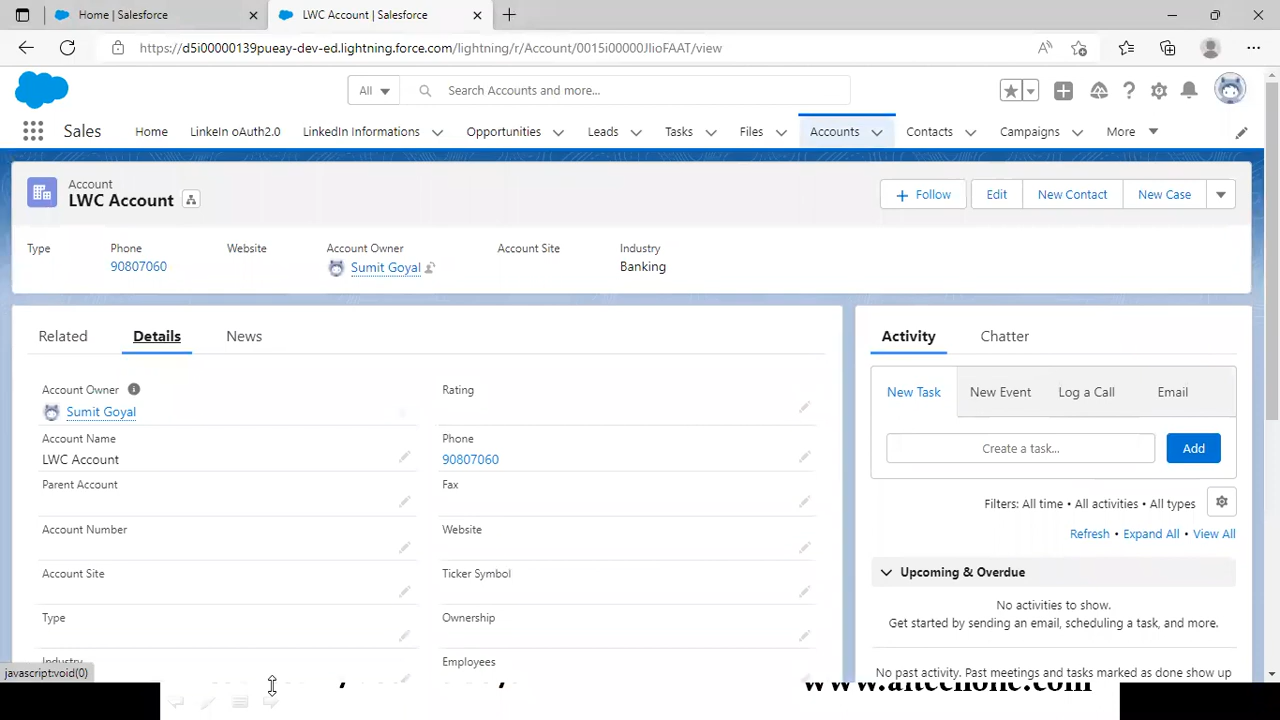 Home | Salesforce
LWC Account | Salesforce
https://d5i00000139pueay-dev-ed.lightning.force.com/lightning/r/Account/0015i00000JIioFAAT/view
All
Search Accounts and more...
Sales
Home
LinkeIn oAuth2.0
LinkedIn Informations
Opportunities
Leads
Tasks
Files
Accounts
Contacts
Campaigns
More
Account
LWC Account
Follow
Edit
New Contact
New Case
Type
Phone
Website
Account Owner
Account Site
Industry
90807060
Sumit Goyal
Banking
Related
Details
News
Account Owner
Sumit Goyal
Rating
Account Name
LWC Account
Phone
90807060
Parent Account
Fax
Account Number
Website
Account Site
Ticker Symbol
Type
Ownership
Industry
Employees
Activity
Chatter
New Task
New Event
Log a Call
Email
Create a task...
Add
Filters: All time • All activities • All types
Refresh • Expand All • View All
Upcoming & Overdue
No activities to show.
Get started by sending an email, scheduling a task, and more.
No past activity. Past meetings and tasks marked as done show up
javascript:void(0)